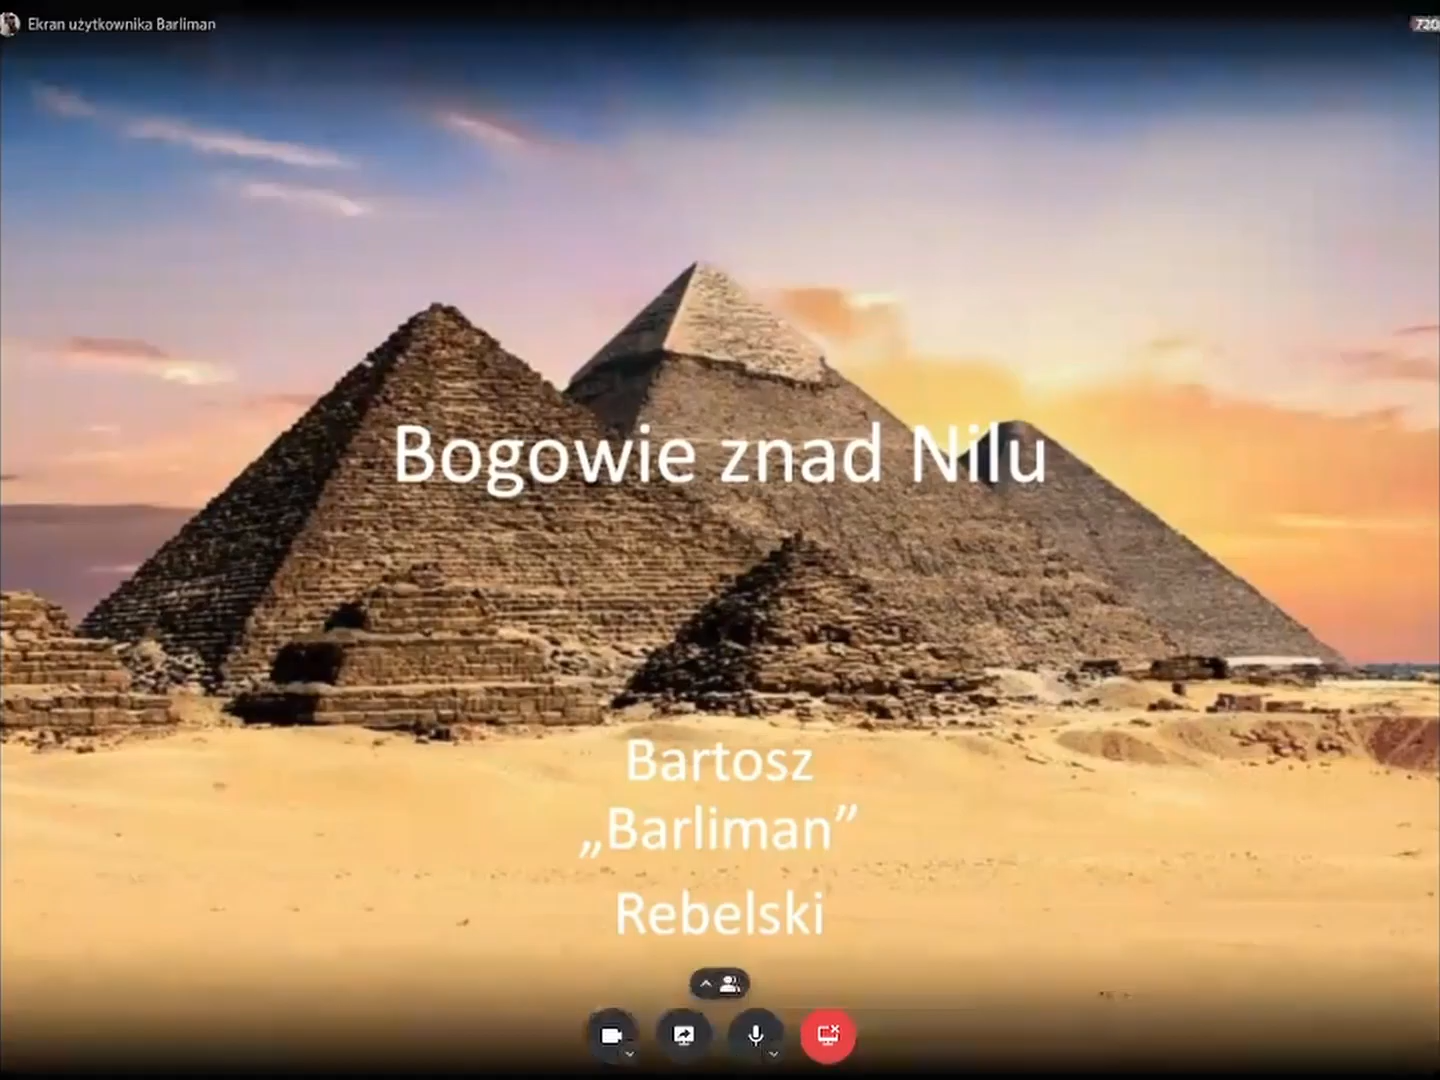 Ekran użytkownika Barliman
720
Bogowie znad Nilu
Bartosz
„Barliman”
Rebelski